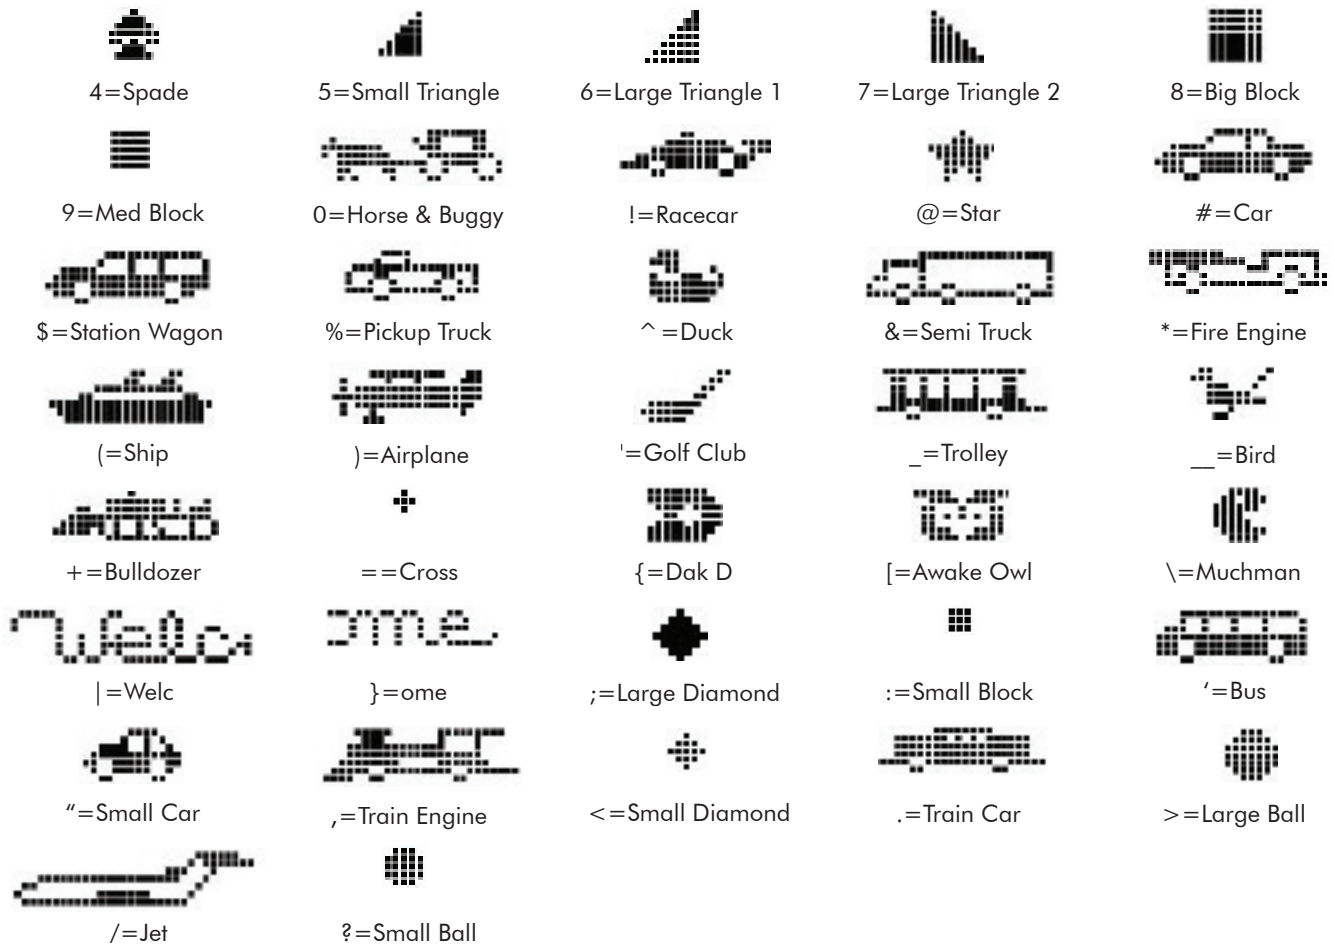 4=Spade 5=Small Triangle 6=Large Triangle 1 7=Large Triangle 2 8=Big Block
9=Med Block 0=Horse & Buggy !=Racecar @=Star #=Car
$=Station Wagon %=Pickup Truck ^=Duck &=Semi Truck *=Fire Engine
(=Ship )=Airplane '=Golf Club _=Trolley __=Bird
+=Bulldozer ==Cross {=Dak D [=Awake Owl \=Muchman
Welc ome
|=Welc }=ome ;=Large Diamond :=Small Block ‘=Bus
“=Small Car ,=Train Engine <=Small Diamond .=Train Car >=Large Ball
/=Jet ?=Small Ball